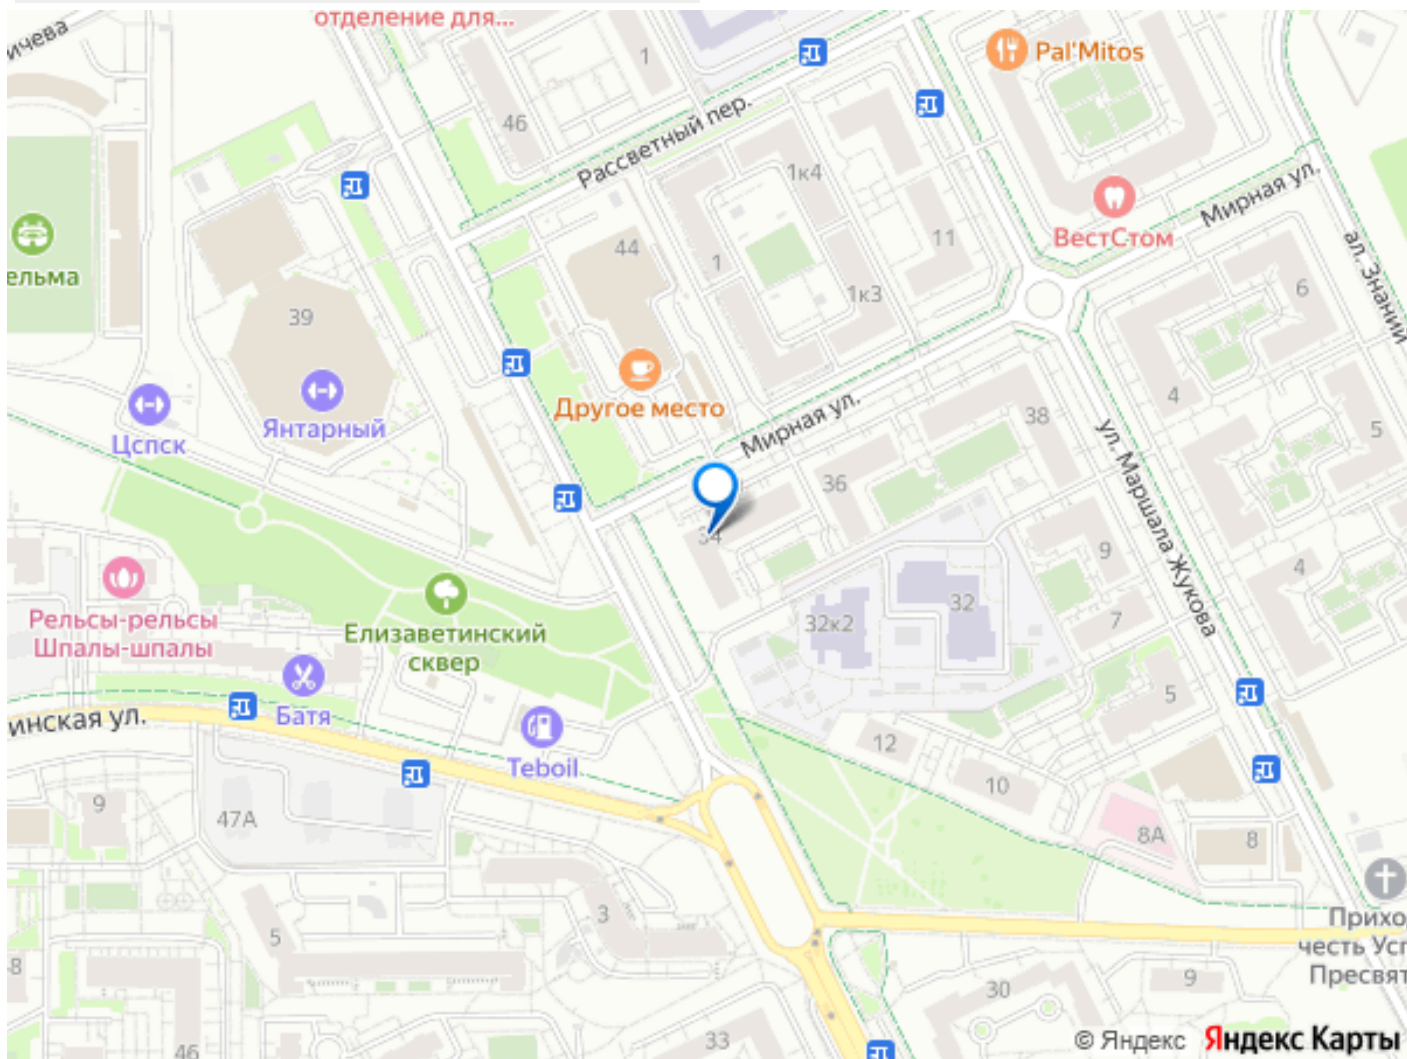 отделение для...
ичева
1
Pal'Mitos
46
Рассветный пер.
1к4
Мирная ул.
ВестСтом
ельма
44
11
1
1к3
ал. Знаний
6
39
Янтарный
Цспск
Другое место
Мирная ул.
38
4
5
36
ул. Маршала Жукова
34
9
4
Рельсы-рельсы
Шпалы-шпалы
Елизаветинский
сквер
32
32к2
7
5
Батя
инская ул.
Teboil
12
10
9
47А
8А
8
3
5
Прихо
честь Усп
Пресвят
8
30
9
46
33
© Яндекс Яндекс Карты